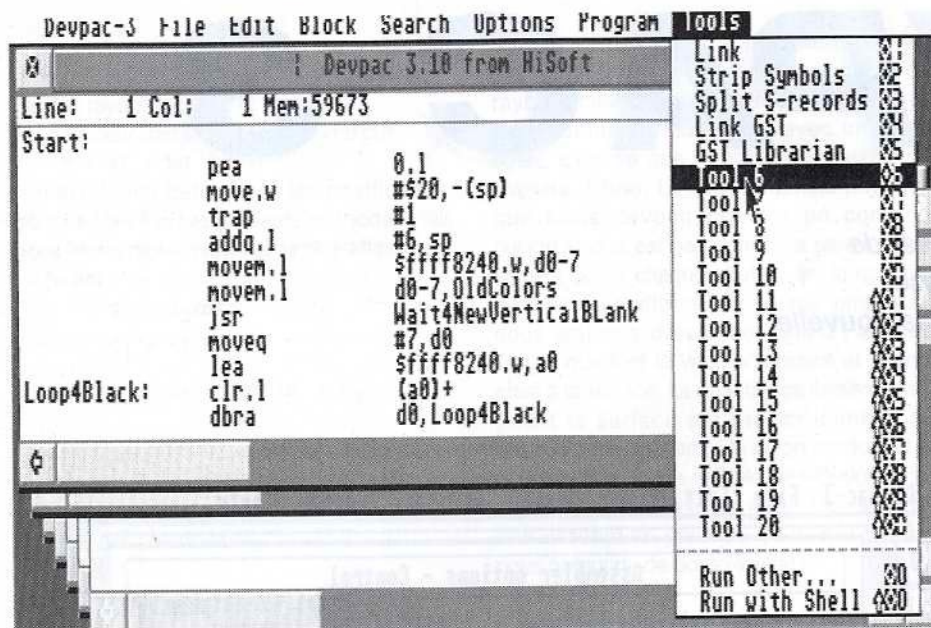 Devpac-3 File Edit Block Search Options Program Tools
Devpac 3.10 from HiSoft
Line: 1 Col: 1 Mem:59673
Start:
pea 0.l
move.w #$20,-(sp)
trap #1
addq.l #6,sp
movem.l $ffff8240.w,d0-7
movem.l d0-7,OldColors
jsr Wait4NewVerticalBLank
moveq #7,d0
lea $ffff8240.w,a0
Loop4Black: clr.l (a0)+
dbra d0,Loop4Black
Link
Strip Symbols
Split S-records
Link GST
GST Librarian
Tool 6
Tool 7
Tool 8
Tool 9
Tool 10
Tool 11
Tool 12
Tool 13
Tool 14
Tool 15
Tool 16
Tool 17
Tool 18
Tool 19
Tool 20
Run Other...
Run with Shell